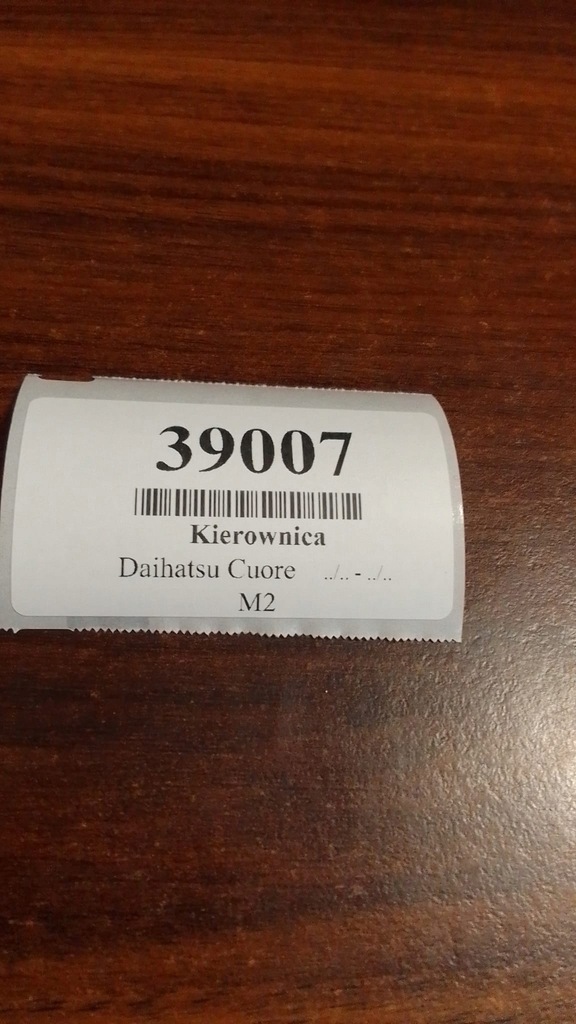 39007
Kierownica
Daihatsu Cuore ../.. - ../..
M2